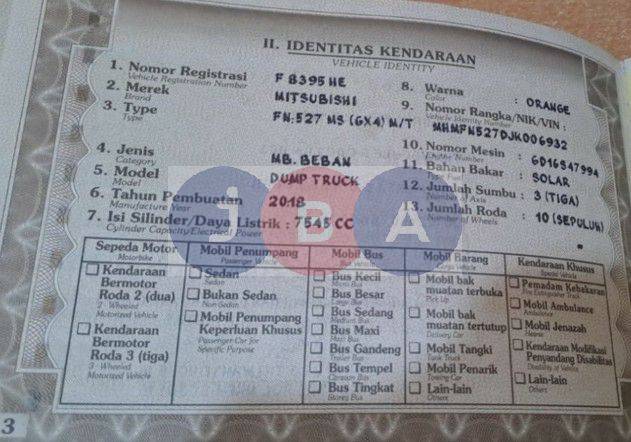 II. IDENTITAS KENDARAAN
VEHICLE IDENTITY
1. Nomor Registrasi F 8395 HE
Vehicle Registration Number
2. Merek MITSUBISHI
Brand
3. Type FN.527 MS (6X4) M/T
Type
4. Jenis MB. BEBAN
Category
5. Model DUMP TRUCK
Model
6. Tahun Pembuatan 2018
Manufacture Year
7. Isi Silinder/Daya Listrik : 7545 CC
Cylinder Capacity/Electrical Power
8. Warna : ORANGE
Color
9. Nomor Rangka/NIK/VIN :
Vehicle Identity Number
MHMFN527DJK006932
10. Nomor Mesin : 6D16S47994
Engine Number
11. Bahan Bakar : SOLAR
Type Fuel
12. Jumlah Sumbu : 3 (TIGA)
Number of Axis
13. Jumlah Roda : 10 (SEPULUH)
Number of Wheels
iBA
Sepeda Motor
Motorbike
Kendaraan
Bermotor
Roda 2 (dua)
2 - Wheeled
Motorized Vehicle
Kendaraan
Bermotor
Roda 3 (tiga)
3 - Wheeled
Motorized Vehicle
Mobil Penumpang
Passenger Vehicle
Sedan
Sedan
Bukan Sedan
Non-Sedan
Mobil Penumpang
Keperluan Khusus
Passenger Car for
Specific Purpose
Mobil Bus
Bus Vehicle
Bus Kecil
Micro Bus
Bus Besar
Large Bus
Bus Sedang
Medium Bus
Bus Maxi
Maxi Bus
Bus Gandeng
Trailer Bus
Bus Tempel
Bus
Bus Tingkat
Storey Bus
Mobil Barang
Cargo Vehicle
Mobil bak
muatan terbuka
Pick Up
Mobil bak
muatan tertutup
Delivery Car
Mobil Tangki
Tank Truck
Mobil Penarik
Towing Car
Lain-lain
Others
Kendaraan Khusus
Special Vehicle
Pemadam Kebakaran
Fire Extinguisher Truck
Mobil Ambulance
Ambulance
Mobil Jenazah
Hearse
Kendaraan Modifikasi
Penyandang Disabilitas
Disability of Vehicle
Lain-lain
Others
3